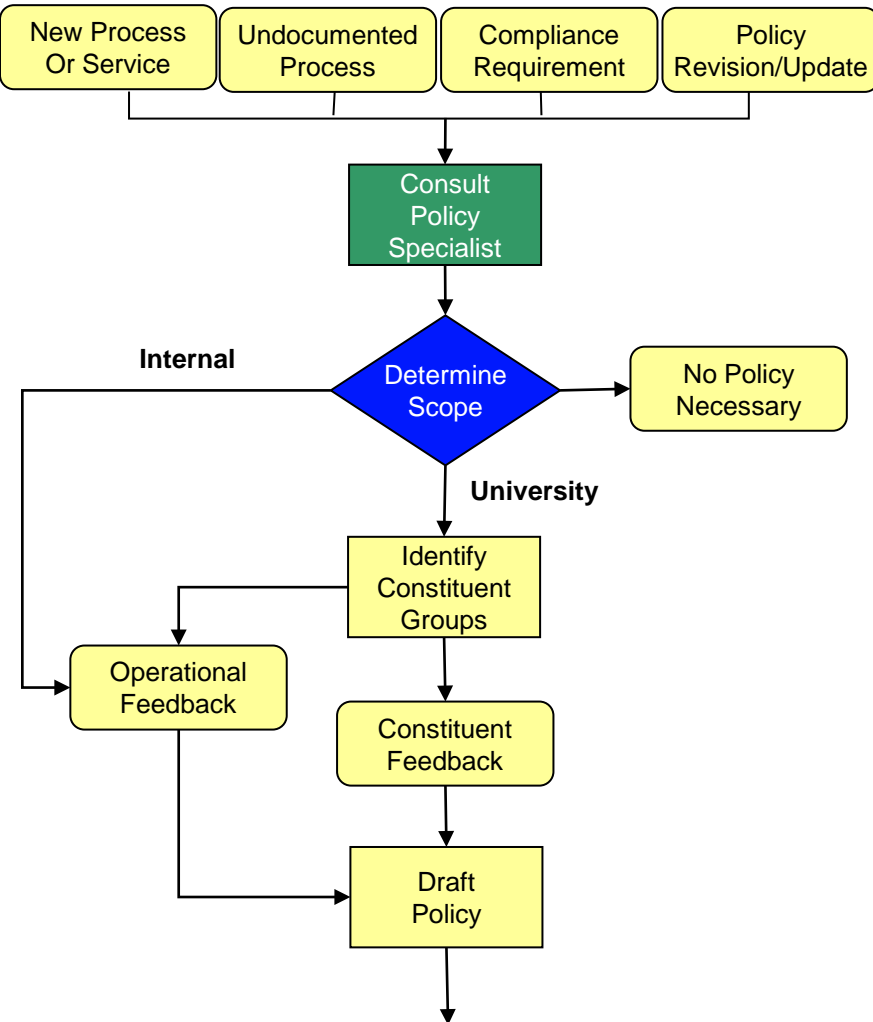 New Process
Or Service
Undocumented
Process
Compliance
Requirement
Policy
Revision/Update
Consult
Policy
Specialist
Internal
Determine
Scope
No Policy
Necessary
University
Identify
Constituent
Groups
Operational
Feedback
Constituent
Feedback
Draft
Policy